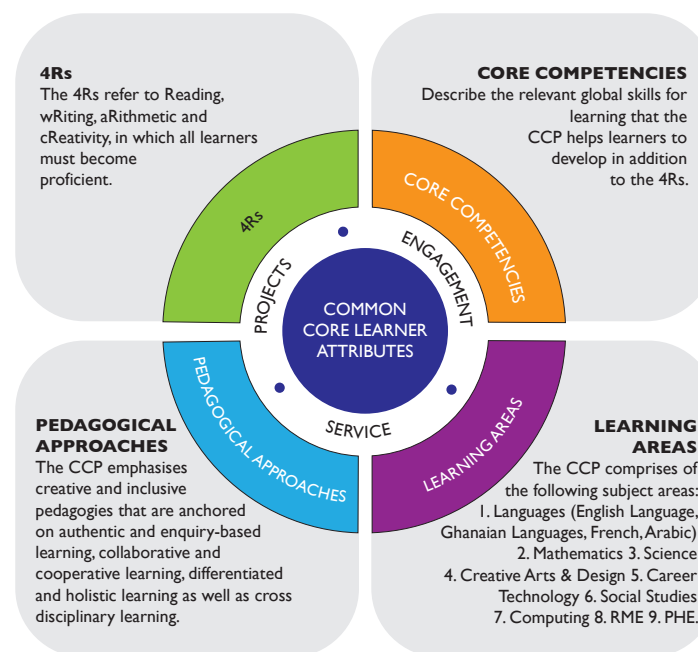 4Rs
The 4Rs refer to Reading,
wRiting, aRithmetic and
cReativity, in which all learners
must become
proficient.
CORE COMPETENCIES
Describe the relevant global skills for
learning that the
CCP helps learners to
develop in addition
to the 4Rs.
4Rs
CORE COMPETENCIES
PROJECTS
ENGAGEMENT
COMMON
CORE LEARNER
ATTRIBUTES
SERVICE
PEDAGOGICAL APPROACHES
LEARNING AREAS
PEDAGOGICAL
APPROACHES
The CCP emphasises
creative and inclusive
pedagogies that are anchored
on authentic and enquiry-based
learning, collaborative and
cooperative learning, differentiated
and holistic learning as well as cross
disciplinary learning.
LEARNING
AREAS
The CCP comprises of
the following subject areas:
1. Languages (English Language,
Ghanaian Languages, French, Arabic)
2. Mathematics 3. Science
4. Creative Arts & Design 5. Career
Technology 6. Social Studies
7. Computing 8. RME 9. PHE.